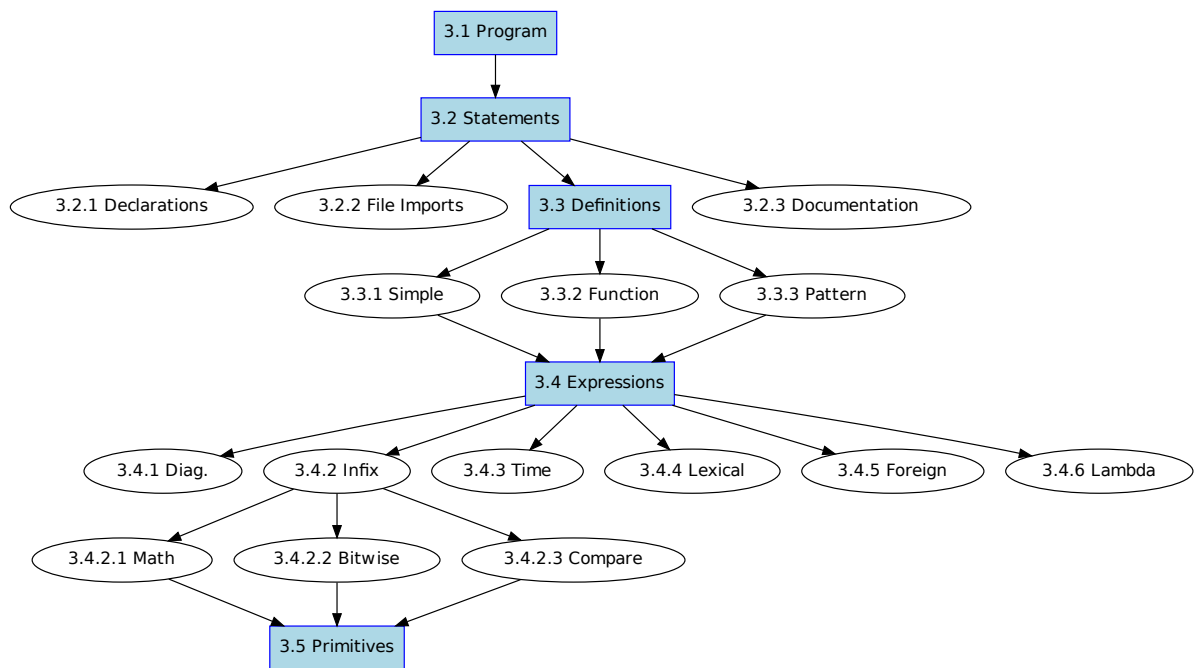 3.1 Program
3.2 Statements
3.2.1 Declarations
3.2.2 File Imports
3.3 Definitions
3.2.3 Documentation
3.3.1 Simple
3.3.2 Function
3.3.3 Pattern
3.4 Expressions
3.4.1 Diag.
3.4.2 Infix
3.4.3 Time
3.4.4 Lexical
3.4.5 Foreign
3.4.6 Lambda
3.4.2.1 Math
3.4.2.2 Bitwise
3.4.2.3 Compare
3.5 Primitives